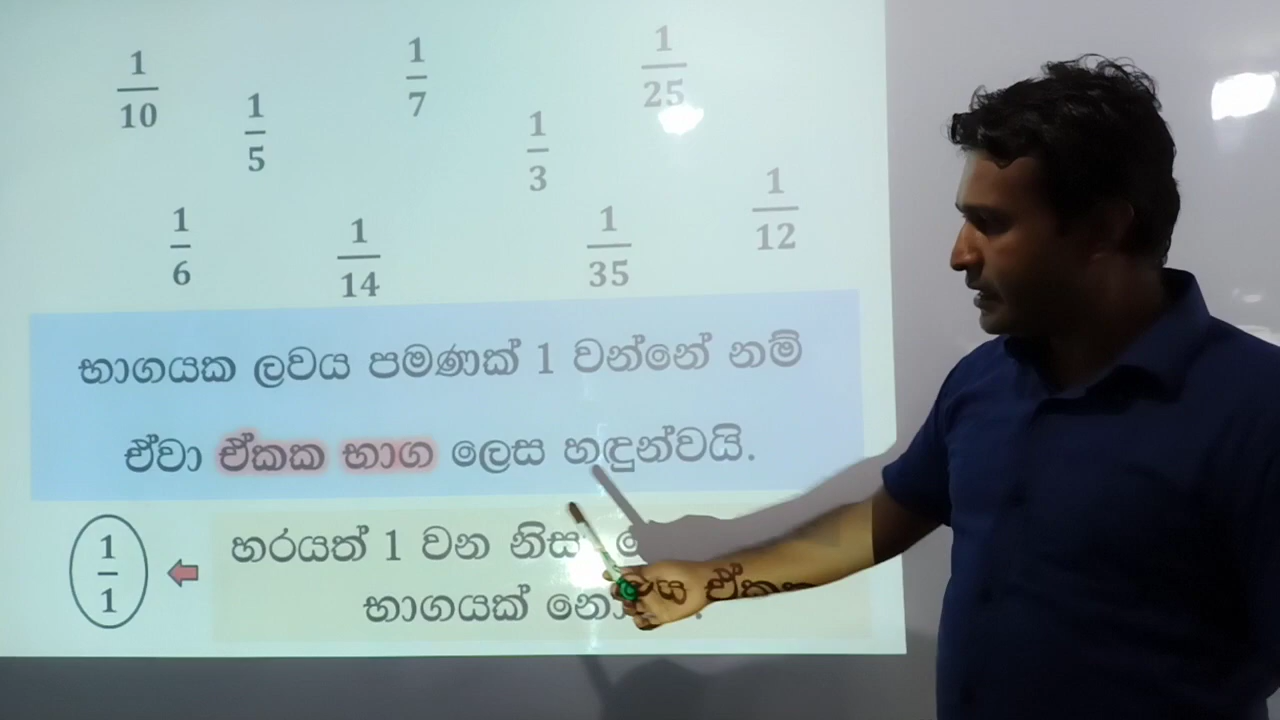 1/10 1/5 1/7 1/3 1/25
1/6 1/14 1/35 1/12
භාගයක ලවය පමණක් 1 වන්නේ නම්
ඒවා ඒකක භාග ලෙස හඳුන්වයි.
1/1 හරයත් 1 වන නිසා ඒකක
භාගයක්